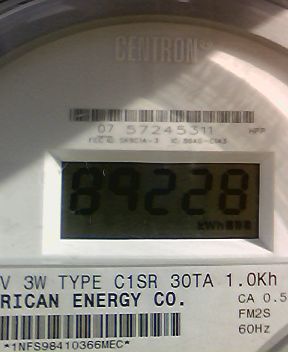 CENTRON®
07 57245311 HFP
89228
kWh
V 3W TYPE C1SR 30TA 1.0Kh
RICAN ENERGY CO.
CA 0.5
FM2S
60Hz
*1NFS98410366MEC*